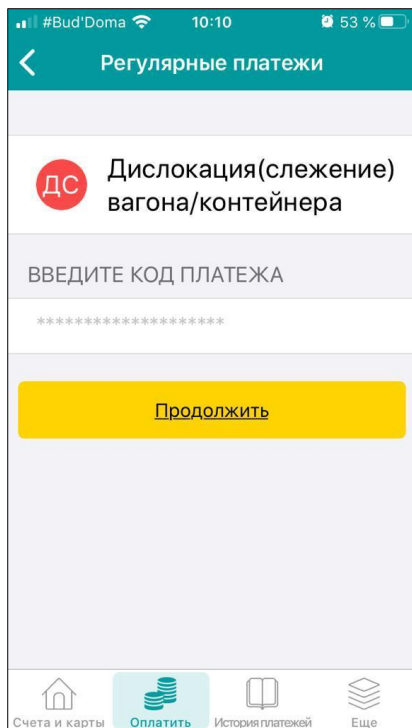 #Bud'Doma 10:10 53 %
Регулярные платежи
ДС
Дислокация(слежение)
вагона/контейнера
ВВЕДИТЕ КОД ПЛАТЕЖА
********************
Продолжить
Счета и карты Оплатить История платежей Еще